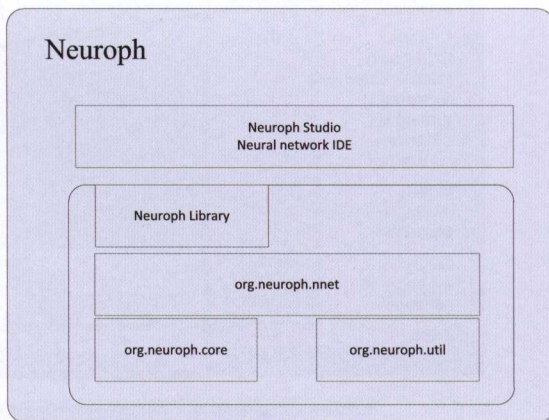 Neuroph
Neuroph Studio
Neural network IDE
Neuroph Library
org.neuroph.nnet
org.neuroph.core
org.neuroph.util